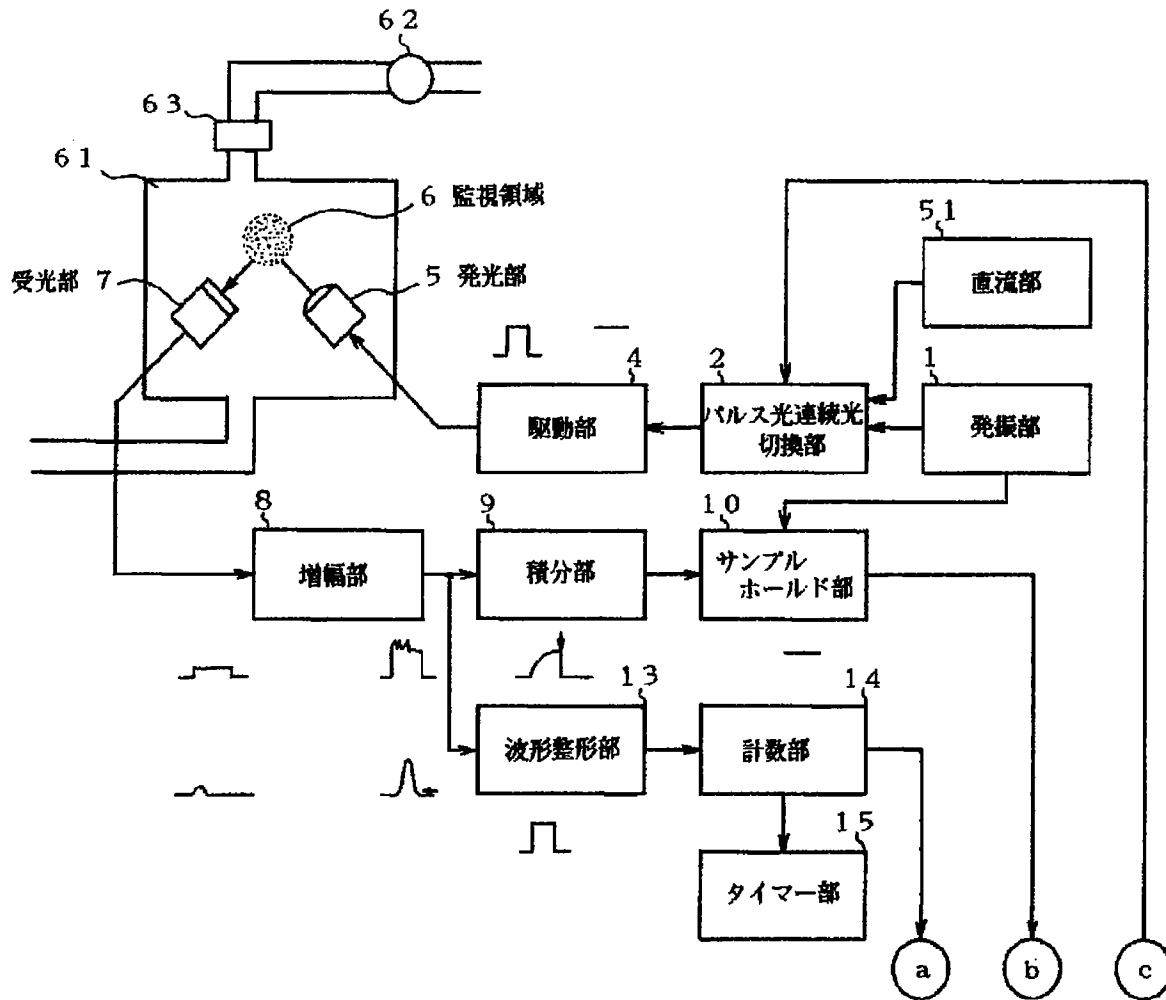 62
63
61
6 監視領域
51
受光部 7
5 発光部
直流部
4
2
1
駆動部
パルス光連続光
切換部
発振部
8
9
10
増幅部
積分部
サンプル
ホールド部
13
14
波形整形部
計数部
15
タイマー部
a
b
c